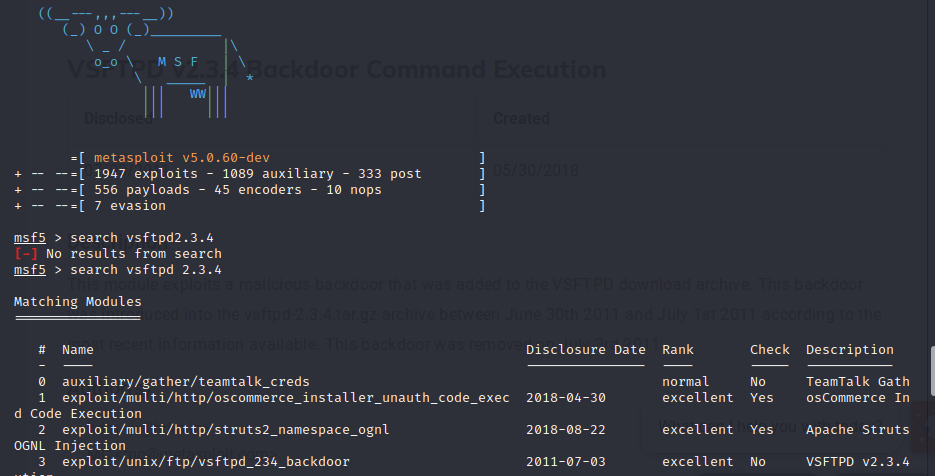 ((__---,,,---__))
(_) O O (_)_________
\ _ / |\
o_o \ M S F | \
\ _____ | *
||| WW|||
||| |||
VSFTPD v2.3.4 Backdoor Command Execution
Disclosed Created
=[ metasploit v5.0.60-dev ]
05/30/2018
+ -- --=[ 1947 exploits - 1089 auxiliary - 333 post ]
+ -- --=[ 556 payloads - 45 encoders - 10 nops ]
+ -- --=[ 7 evasion ]
msf5 > search vsftpd2.3.4
[-] No results from search
msf5 > search vsftpd 2.3.4
This module exploits a malicious backdoor that was added to the VSFTPD download archive. This backdoor
Matching Modules
================
introduced into the vsftpd-2.3.4.tar.gz archive between June 30th 2011 and July 1st 2011 according to the
most recent information available. This backdoor was removed on July 3rd 2011.
# Name Disclosure Date Rank Check Description
- ---- --------------- ---- ----- -----------
0 auxiliary/gather/teamtalk_creds normal No TeamTalk Gath
1 exploit/multi/http/oscommerce_installer_unauth_code_exec 2018-04-30 excellent Yes osCommerce In
d Code Execution
2 exploit/multi/http/struts2_namespace_ognl 2018-08-22 excellent Yes Apache Struts
OGNL Injection
3 exploit/unix/ftp/vsftpd_234_backdoor 2011-07-03 excellent No VSFTPD v2.3.4